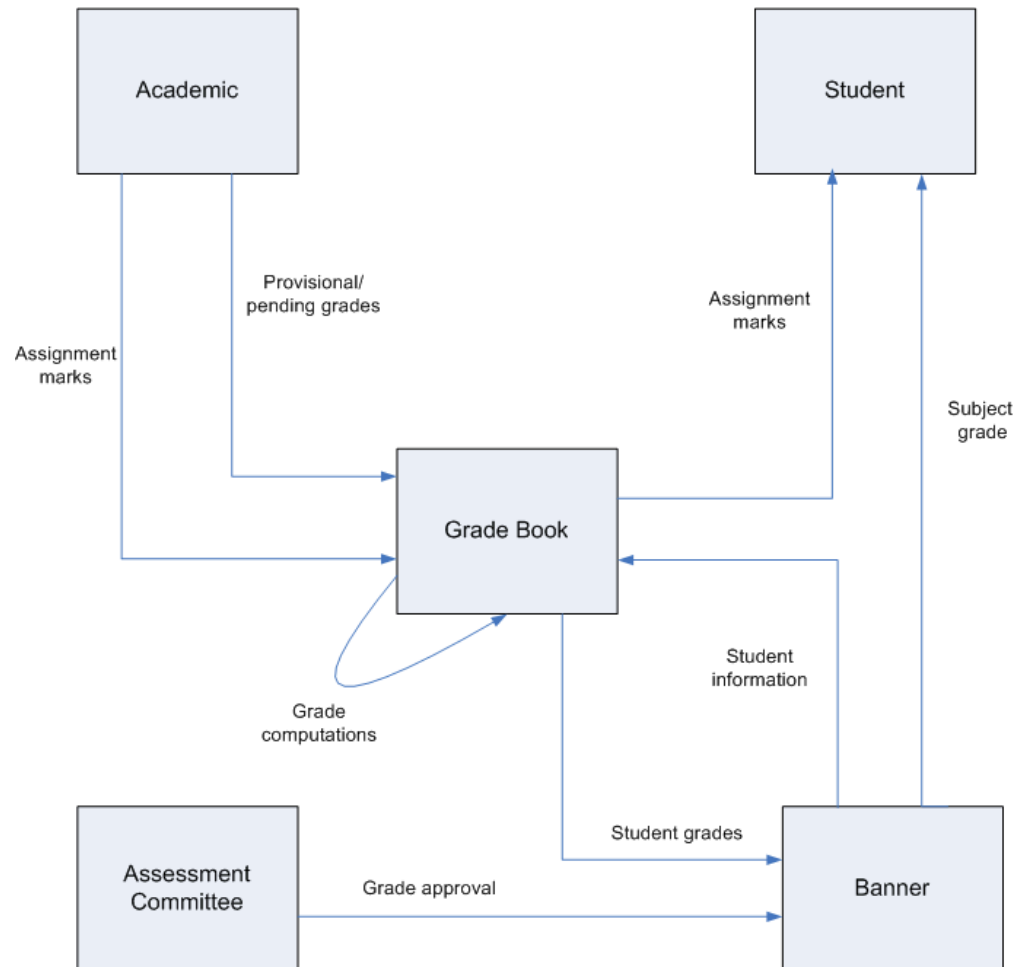 Academic
Student
Provisional/
pending grades
Assignment
marks
Assignment
marks
Subject
grade
Grade Book
Student
information
Grade
computations
Student grades
Assessment
Committee
Grade approval
Banner